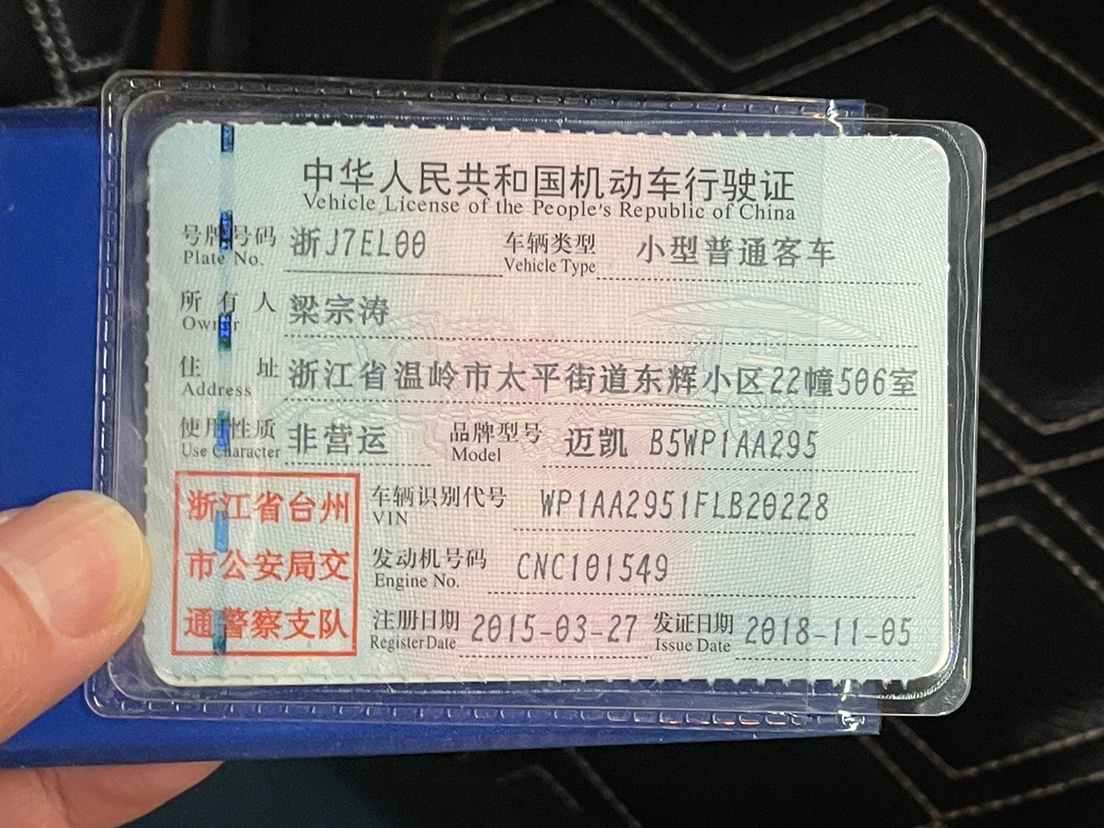 中华人民共和国机动车行驶证
Vehicle License of the People's Republic of China
号牌号码 浙J7EL00 车辆类型 小型普通客车
Plate No. Vehicle Type
所有人 梁宗涛
Owner
住址 浙江省温岭市太平街道东辉小区22幢506室
Address
使用性质 非营运 品牌型号 迈凯 B5WP1AA295
Use Character Model
浙江省台州
市公安局交
通警察支队
车辆识别代号 WP1AA2951FLB20228
VIN
发动机号码 CNC101549
Engine No.
注册日期 2015-03-27 发证日期 2018-11-05
Register Date Issue Date